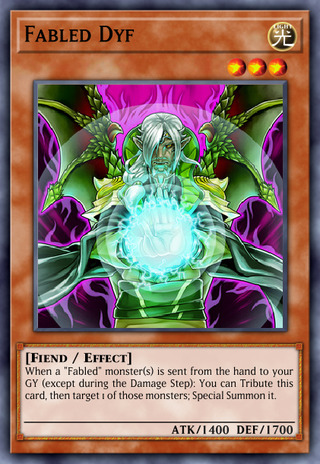 Fabled Dyf
LIGHT
光
[Fiend / Effect]
When a "Fabled" monster(s) is sent from the hand to your
GY (except during the Damage Step): You can Tribute this
card, then target 1 of those monsters; Special Summon it.
ATK/1400 DEF/1700